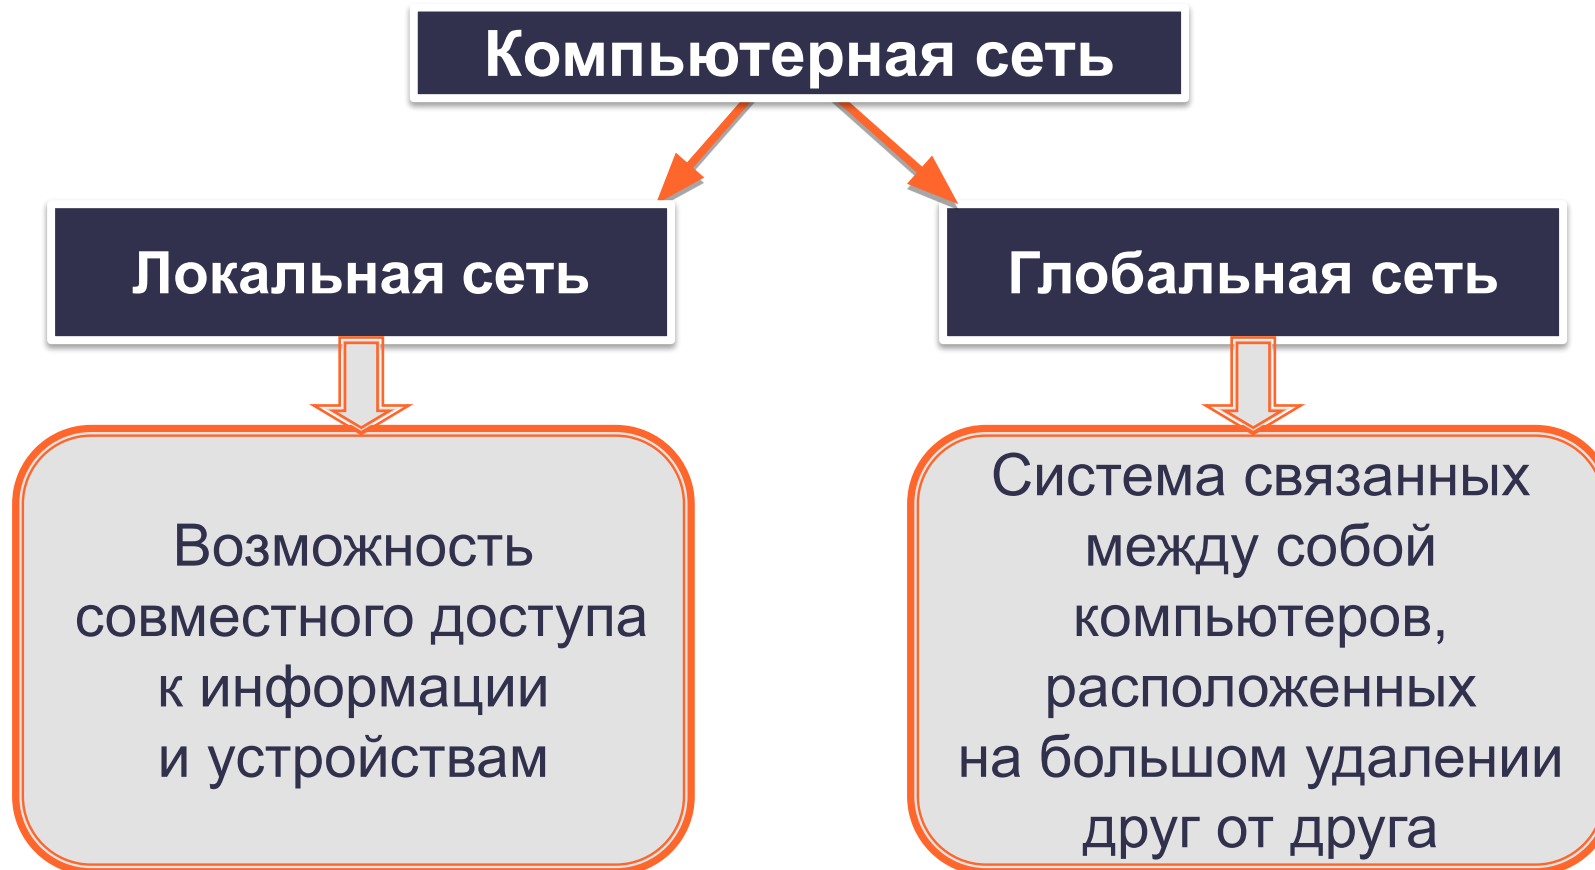 Компьютерная сеть
Локальная сеть
Глобальная сеть
Возможность
совместного доступа
к информации
и устройствам
Система связанных
между собой
компьютеров,
расположенных
на большом удалении
друг от друга